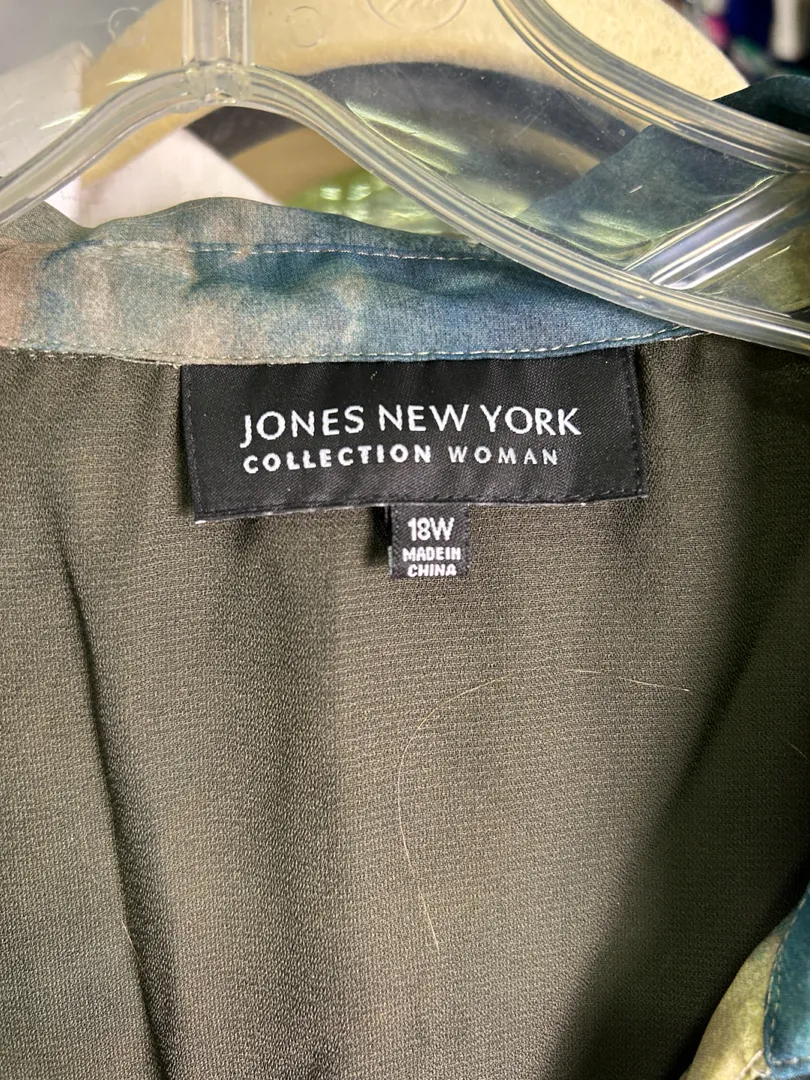 JONES NEW YORK
COLLECTION WOMAN
18W
MADE IN
CHINA